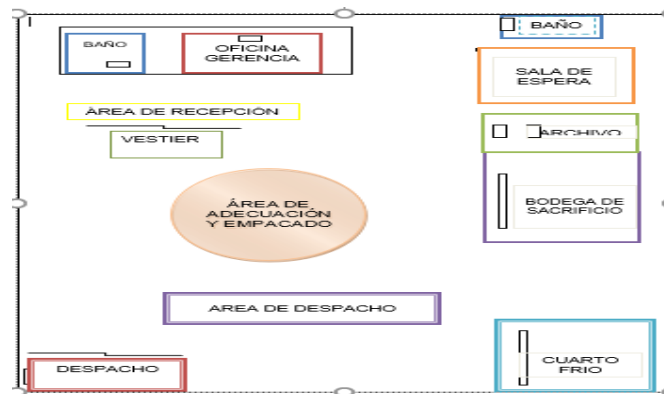 BAÑO
OFICINA
GERENCIA
BAÑO
SALA DE
ESPERA
ÀREA DE RECEPCIÓN
VESTIER
ARCHIVO
ÁREA DE
ADECUACIÓN
Y EMPACADO
BODEGA DE
SACRIFICIO
AREA DE DESPACHO
DESPACHO
CUARTO
FRIO